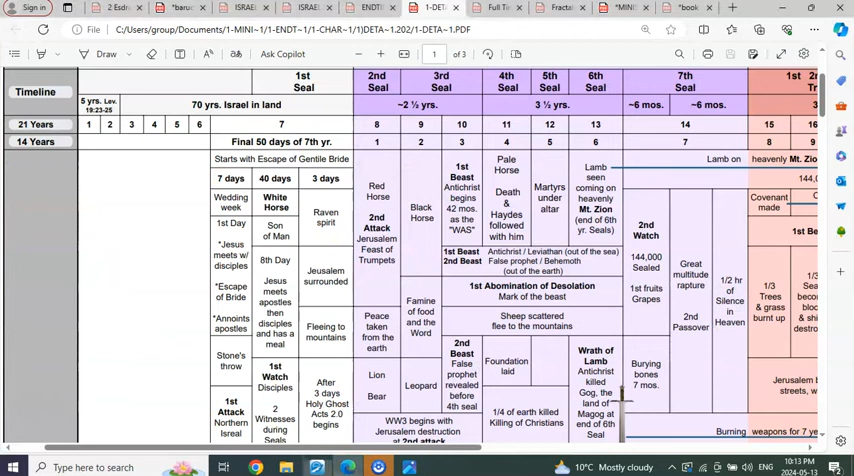 Sign in
2 Esdra
*baruc
ISRAEL
ISRAEL
ENDTIM
1-DETA
Full Tim
Fractal
*MINIS
*book
File
C:/Users/group/Documents/1-MINI~1/1-ENDT~1/1-CHAR~1/1)DETA~1.202/1-DETA~1.PDF
Draw
Ask Copilot
1
of 3
Timeline
1st
Seal
2nd
Seal
3rd
Seal
4th
Seal
5th
Seal
6th
Seal
7th
Seal
1st
5 yrs. Lev.
19:23-25
70 yrs. Israel in land
~2 ½ yrs.
3 ½ yrs.
~6 mos.
~6 mos.
21 Years
1 2 3 4 5 6 7 8 9 10 11 12 13 14 15 16
14 Years
Final 50 days of 7th yr.
1 2 3 4 5 6 7 8 9
Starts with Escape of Gentile Bride
7 days
40 days
3 days
Wedding
week
1st Day
*Jesus
meets w/
disciples
*Escape
of Bride
*Annoints
apostles
Stone's
throw
1st
Attack
Northern
Isreal
White
Horse
Son
of Man
8th Day
Jesus
meets
apostles
then
disciples
and has a
meal
1st
Watch
Disciples
2
Witnesses
during
Seals
Raven
spirit
Jesualem
surrounded
Fleeing to
mountains
After
3 days
Holy Ghost
Acts 2.0
begins
Red
Horse
2nd
Attack
Jerusalem
Feast of
Trumpets
Peace
taken
from the
earth
Lion
Bear
Black
Horse
Famine
of food
and the
Word
Leopard
WW3 begins with
Jerusalem destruction
at 2nd attack
1st
Beast
Antichrist
begins
42 mos.
as the
"WAS"
Pale
Horse
Death
&
Haydes
followed
with him
Martyrs
under
altar
Lamb
seen
coming on
heavenly
Mt. Zion
(end of 6th
yr. Seals)
1st Beast Antichrist / Leviathan (out of the sea)
2nd Beast False prophet / Behemoth
(out of the earth)
1st Abomination of Desolation
Mark of the beast
Sheep scattered
flee to the mountains
2nd
Beast
False
prophet
revealed
before
4th seal
Foundation
laid
1/4 of earth killed
Killing of Christians
Wrath of
Lamb
Antichrist
killed
Gog, the
land of
Magog at
end of 6th
Seal
Lamb on heavenly Mt. Zion
144,0
2nd
Watch
144,000
Sealed
1st fruits
Grapes
Burying
bones
7 mos.
Great
multitude
rapture
2nd
Passover
1/2 hr
of
Silence
in
Heaven
Burning weapons for 7 ye
Covenant
made
1st Be
1/3
Trees
& grass
burnt up
1/3
Sea
beco
bloo
& shi
destro
Jerusalem b
streets, w
Type here to search
10°C Mostly cloudy
10:13 PM
2024-05-13